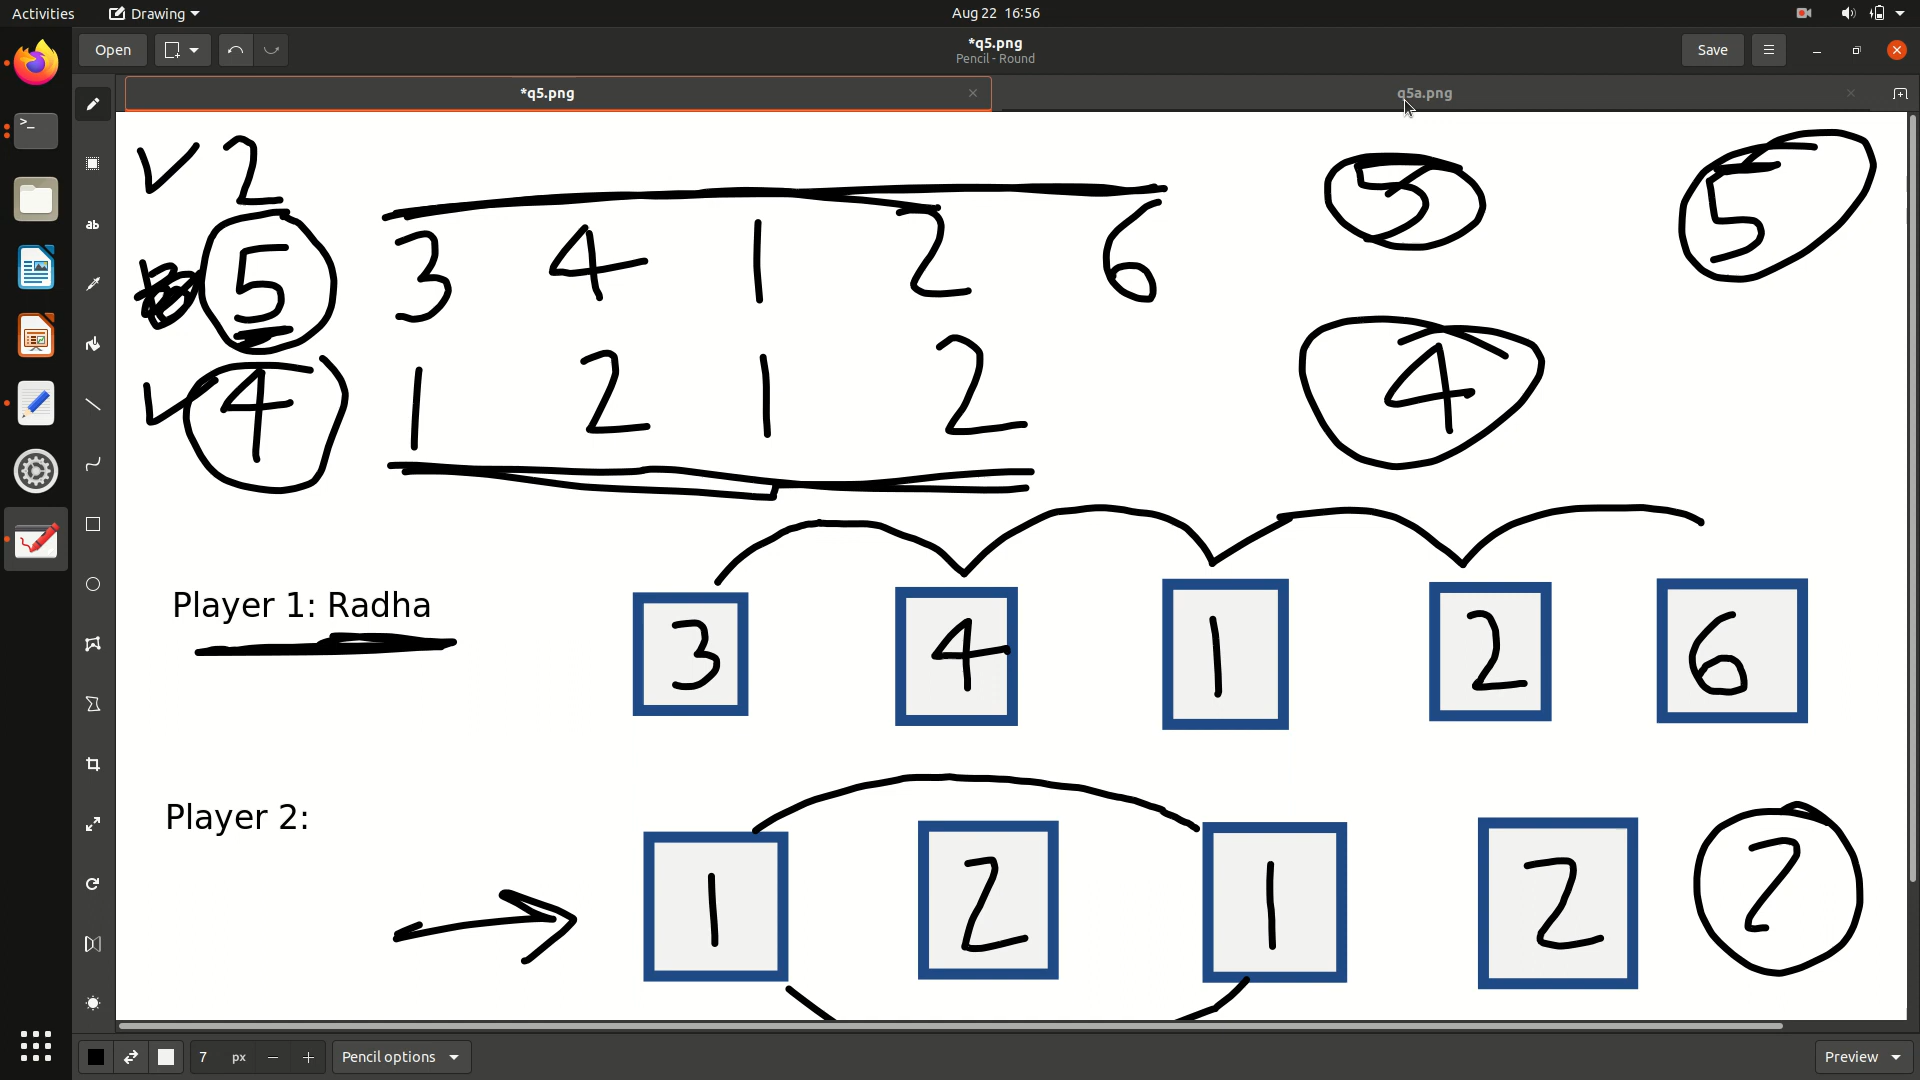 Activities Drawing Aug 22 16:56
Open *q5.png Save
Pencil - Round
*q5.png q5a.png
2
5 3 4 1 2 6 5 5
4 1 2 1 2 4
Player 1: Radha 3 4 1 2 6
Player 2:
1 2 1 2 ?
7 px Pencil options Preview